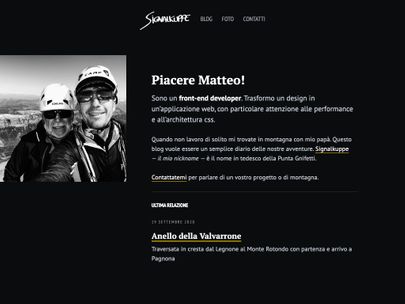 Signalkuppe BLOG FOTO CONTATTI
Piacere Matteo!
Sono un front-end developer. Trasformo un design in
un'applicazione web, con particolare attenzione alle performance
e all'architettura css.
Quando non lavoro di solito mi trovate in montagna con mio papà. Questo
blog vuole essere un semplice diario delle nostre avventure. Signalkuppe
— il mio nickname — è il nome in tedesco della Punta Gnifetti.
Contattatemi per parlare di un vostro progetto o di montagna.
ULTIMA RELAZIONE
29 SETTEMBRE 2020
Anello della Valvarrone
Traversata in cresta dal Legnone al Monte Rotondo con partenza e arrivo a
Pagnona